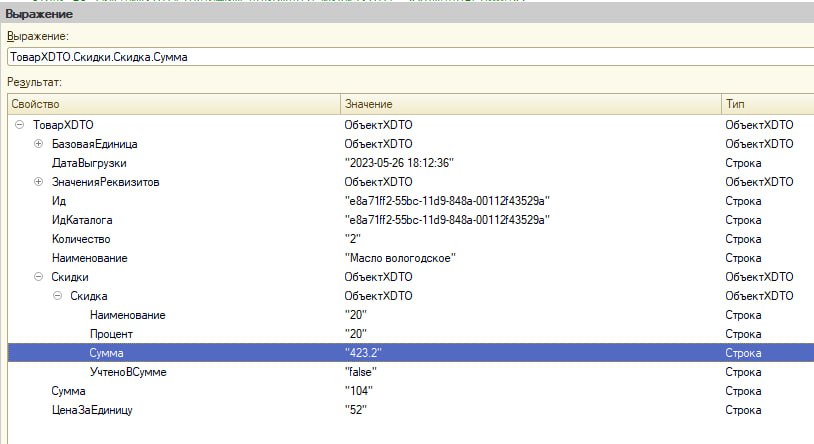 Выражение
Выражение:
ТоварXDTO.Скидки.Скидка.Сумма
Результат:
Свойство Значение Тип
ТоварXDTO ОбъектXDTO ОбъектXDTO
БазоваяЕдиница ОбъектXDTO ОбъектXDTO
ДатаВыгрузки "2023-05-26 18:12:36" Строка
ЗначенияРеквизитов ОбъектXDTO ОбъектXDTO
Ид "e8a71ff2-55bc-11d9-848a-00112f43529a" Строка
ИдКаталога "e8a71ff2-55bc-11d9-848a-00112f43529a" Строка
Количество "2" Строка
Наименование "Масло вологодское" Строка
Скидки ОбъектXDTO ОбъектXDTO
Скидка ОбъектXDTO ОбъектXDTO
Наименование "20" Строка
Процент "20" Строка
Сумма "423.2" Строка
УчтеноВСумме "false" Строка
Сумма "104" Строка
ЦенаЗаЕдиницу "52" Строка